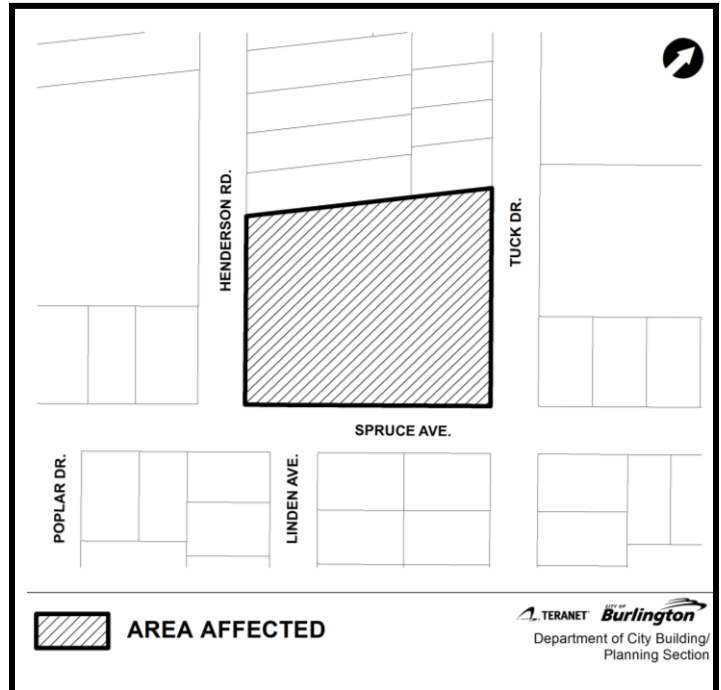 HENDERSON RD.
TUCK DR.
SPRUCE AVE.
POPLAR DR.
LINDEN AVE.
AREA AFFECTED
TERANET
CITY OF
Burlington
Department of City Building/
Planning Section